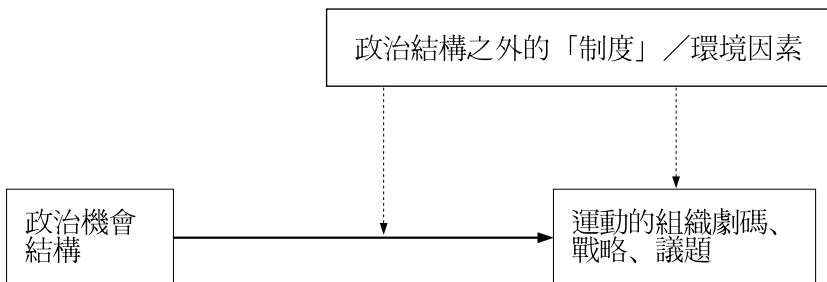 政治結構之外的「制度」／環境因素
政治機會
結構
運動的組織劇碼、
戰略、議題